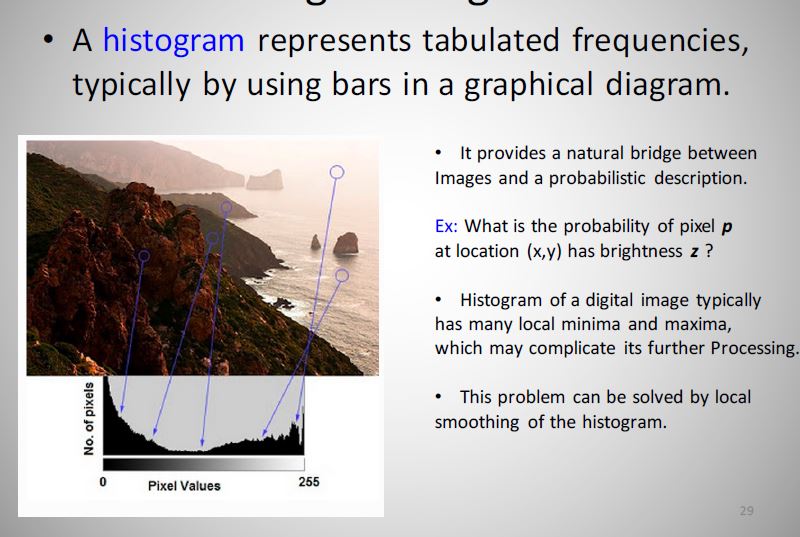 • A histogram represents tabulated frequencies,
typically by using bars in a graphical diagram.
• It provides a natural bridge between
Images and a probabilistic description.
Ex: What is the probability of pixel p
at location (x,y) has brightness z ?
• Histogram of a digital image typically
has many local minima and maxima,
which may complicate its further Processing.
• This problem can be solved by local
smoothing of the histogram.
No. of pixels
0
Pixel Values
255
29